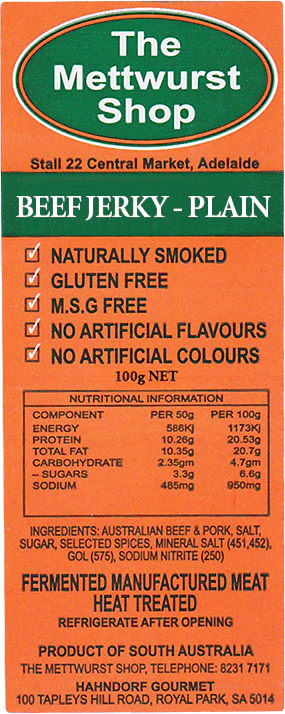 The
Mettwurst
Shop
Stall 22 Central Market, Adelaide
BEEF JERKY - PLAIN
NATURALLY SMOKED
GLUTEN FREE
M.S.G FREE
NO ARTIFICIAL FLAVOURS
NO ARTIFICIAL COLOURS
100g NET
NUTRITIONAL INFORMATION
COMPONENT PER 50g PER 100g
ENERGY 586Kj 1173Kj
PROTEIN 10.26g 20.53g
TOTAL FAT 10.35g 20.7g
CARBOHYDRATE 2.35gm 4.7gm
– SUGARS 3.3g 6.6g
SODIUM 485mg 950mg
INGREDIENTS: AUSTRALIAN BEEF & PORK, SALT,
SUGAR, SELECTED SPICES, MINERAL SALT (451,452),
GOL (575), SODIUM NITRITE (250)
FERMENTED MANUFACTURED MEAT
HEAT TREATED
REFRIGERATE AFTER OPENING
PRODUCT OF SOUTH AUSTRALIA
THE METTWURST SHOP, TELEPHONE: 8231 7171
HAHNDORF GOURMET
100 TAPLEYS HILL ROAD, ROYAL PARK, SA 5014